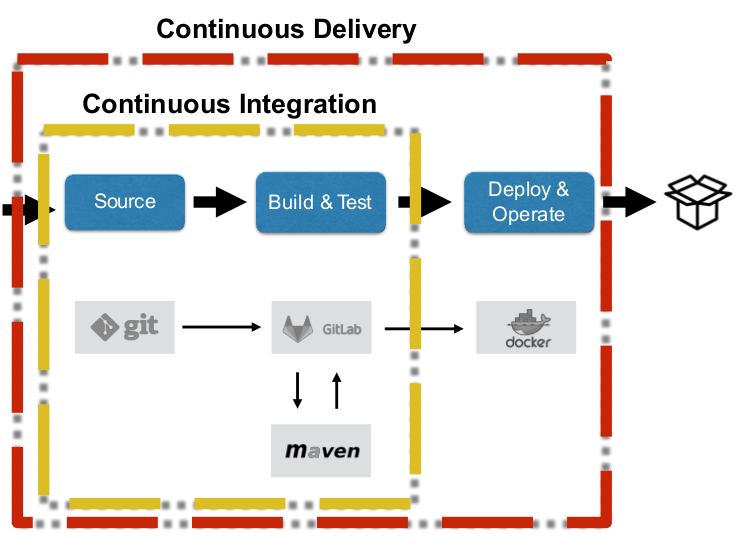 Continuous Delivery
Continuous Integration
Source
Build & Test
Deploy &
Operate
git
GitLab
docker
maven